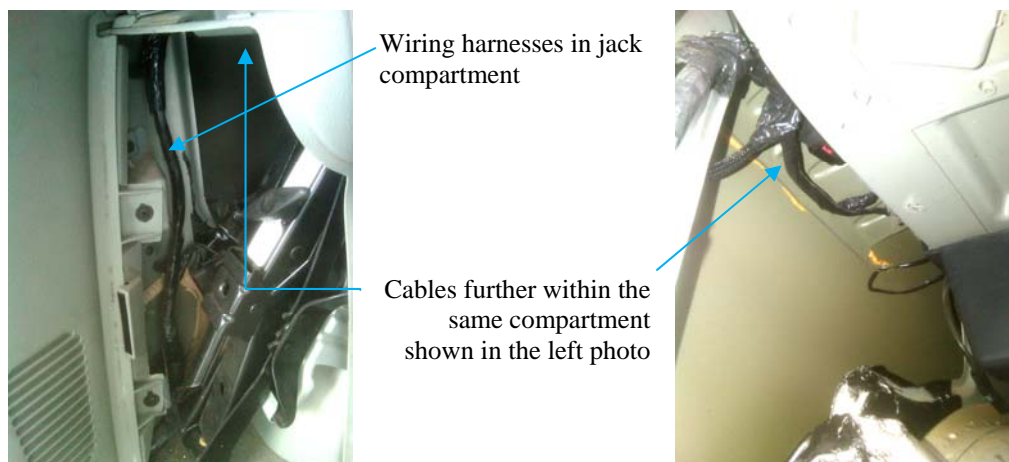 Wiring harnesses in jack
compartment
Cables further within the
same compartment
shown in the left photo